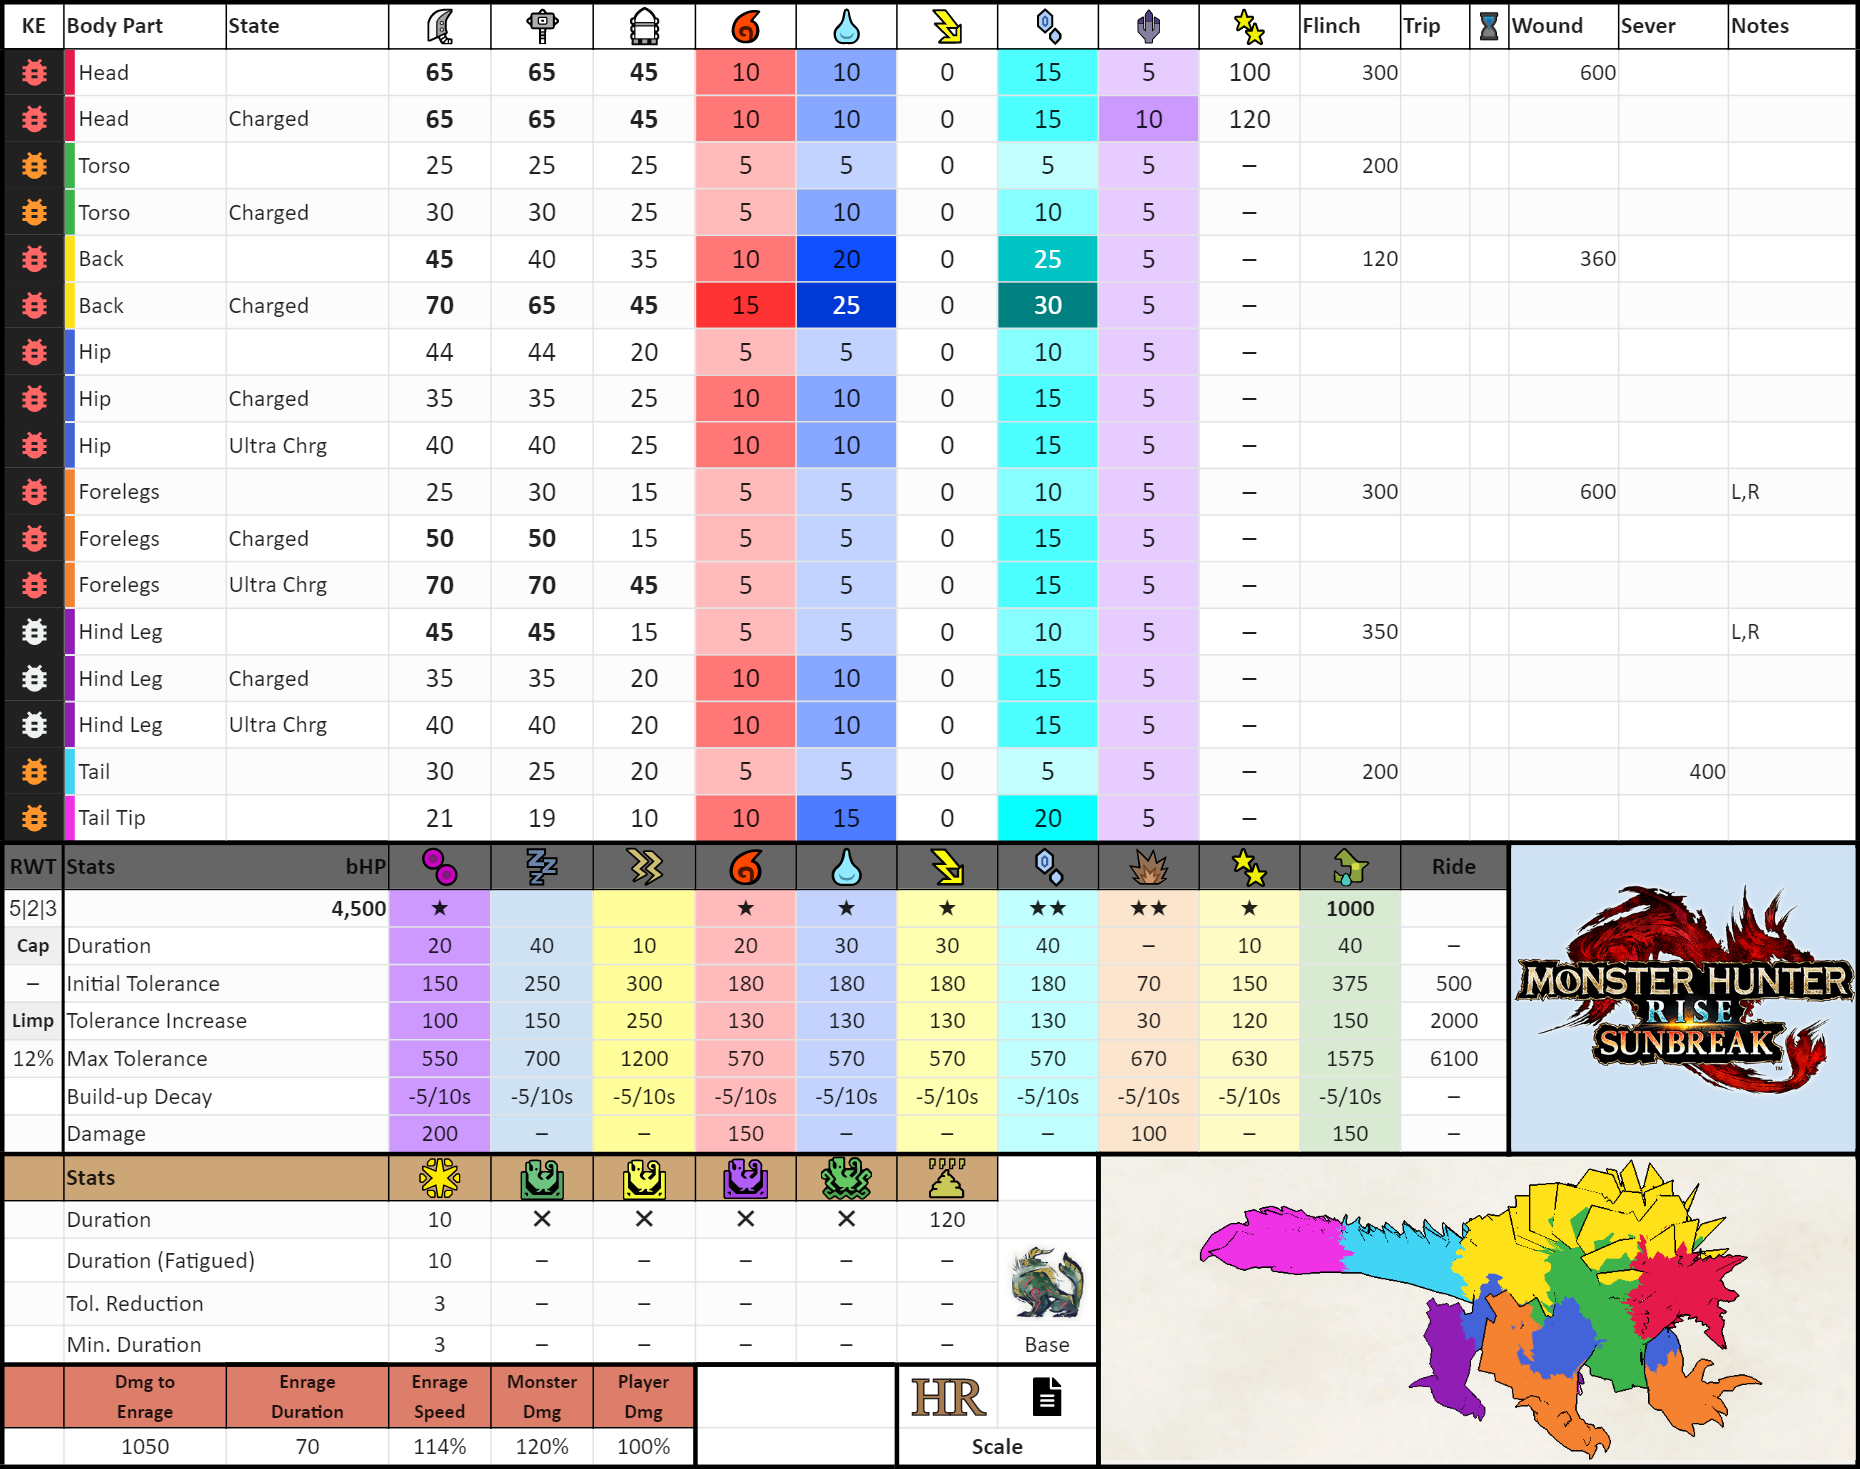 KE Body Part State Flinch Trip Wound Sever Notes
Head 65 65 45 10 10 0 15 5 100 300 600
Head Charged 65 65 45 10 10 0 15 10 120
Torso 25 25 25 5 5 0 5 5 – 200
Torso Charged 30 30 25 5 10 0 10 5 –
Back 45 40 35 10 20 0 25 5 – 120 360
Back Charged 70 65 45 15 25 0 30 5 –
Hip 44 44 20 5 5 0 10 5 –
Hip Charged 35 35 25 10 10 0 15 5 –
Hip Ultra Chrg 40 40 25 10 10 0 15 5 –
Forelegs 25 30 15 5 5 0 10 5 – 300 600 L,R
Forelegs Charged 50 50 15 5 5 0 15 5 –
Forelegs Ultra Chrg 70 70 45 5 5 0 15 5 –
Hind Leg 45 45 15 5 5 0 10 5 – 350 L,R
Hind Leg Charged 35 35 20 10 10 0 15 5 –
Hind Leg Ultra Chrg 40 40 20 10 10 0 15 5 –
Tail 30 25 20 5 5 0 5 5 – 200 400
Tail Tip 21 19 10 10 15 0 20 5 –
RWT Stats bHP Ride
5|2|3 4,500 ★ ★ ★ ★ ★★ ★★ ★ 1000
Cap Duration 20 40 10 20 30 30 40 – 10 40 –
– Initial Tolerance 150 250 300 180 180 180 180 70 150 375 500
Limp Tolerance Increase 100 150 250 130 130 130 130 30 120 150 2000
12% Max Tolerance 550 700 1200 570 570 570 570 670 630 1575 6100
Build-up Decay -5/10s -5/10s -5/10s -5/10s -5/10s -5/10s -5/10s -5/10s -5/10s -5/10s –
Damage 200 – – 150 – – – 100 – 150 –
MONSTER HUNTER
RISE
SUNBREAK
™
Stats
Duration 10 ✕ ✕ ✕ ✕ 120
Duration (Fatigued) 10 – – – – –
Tol. Reduction 3 – – – – –
Min. Duration 3 – – – – – Base
Dmg to Enrage Enrage Duration Enrage Speed Monster Dmg Player Dmg HR
1050 70 114% 120% 100% Scale